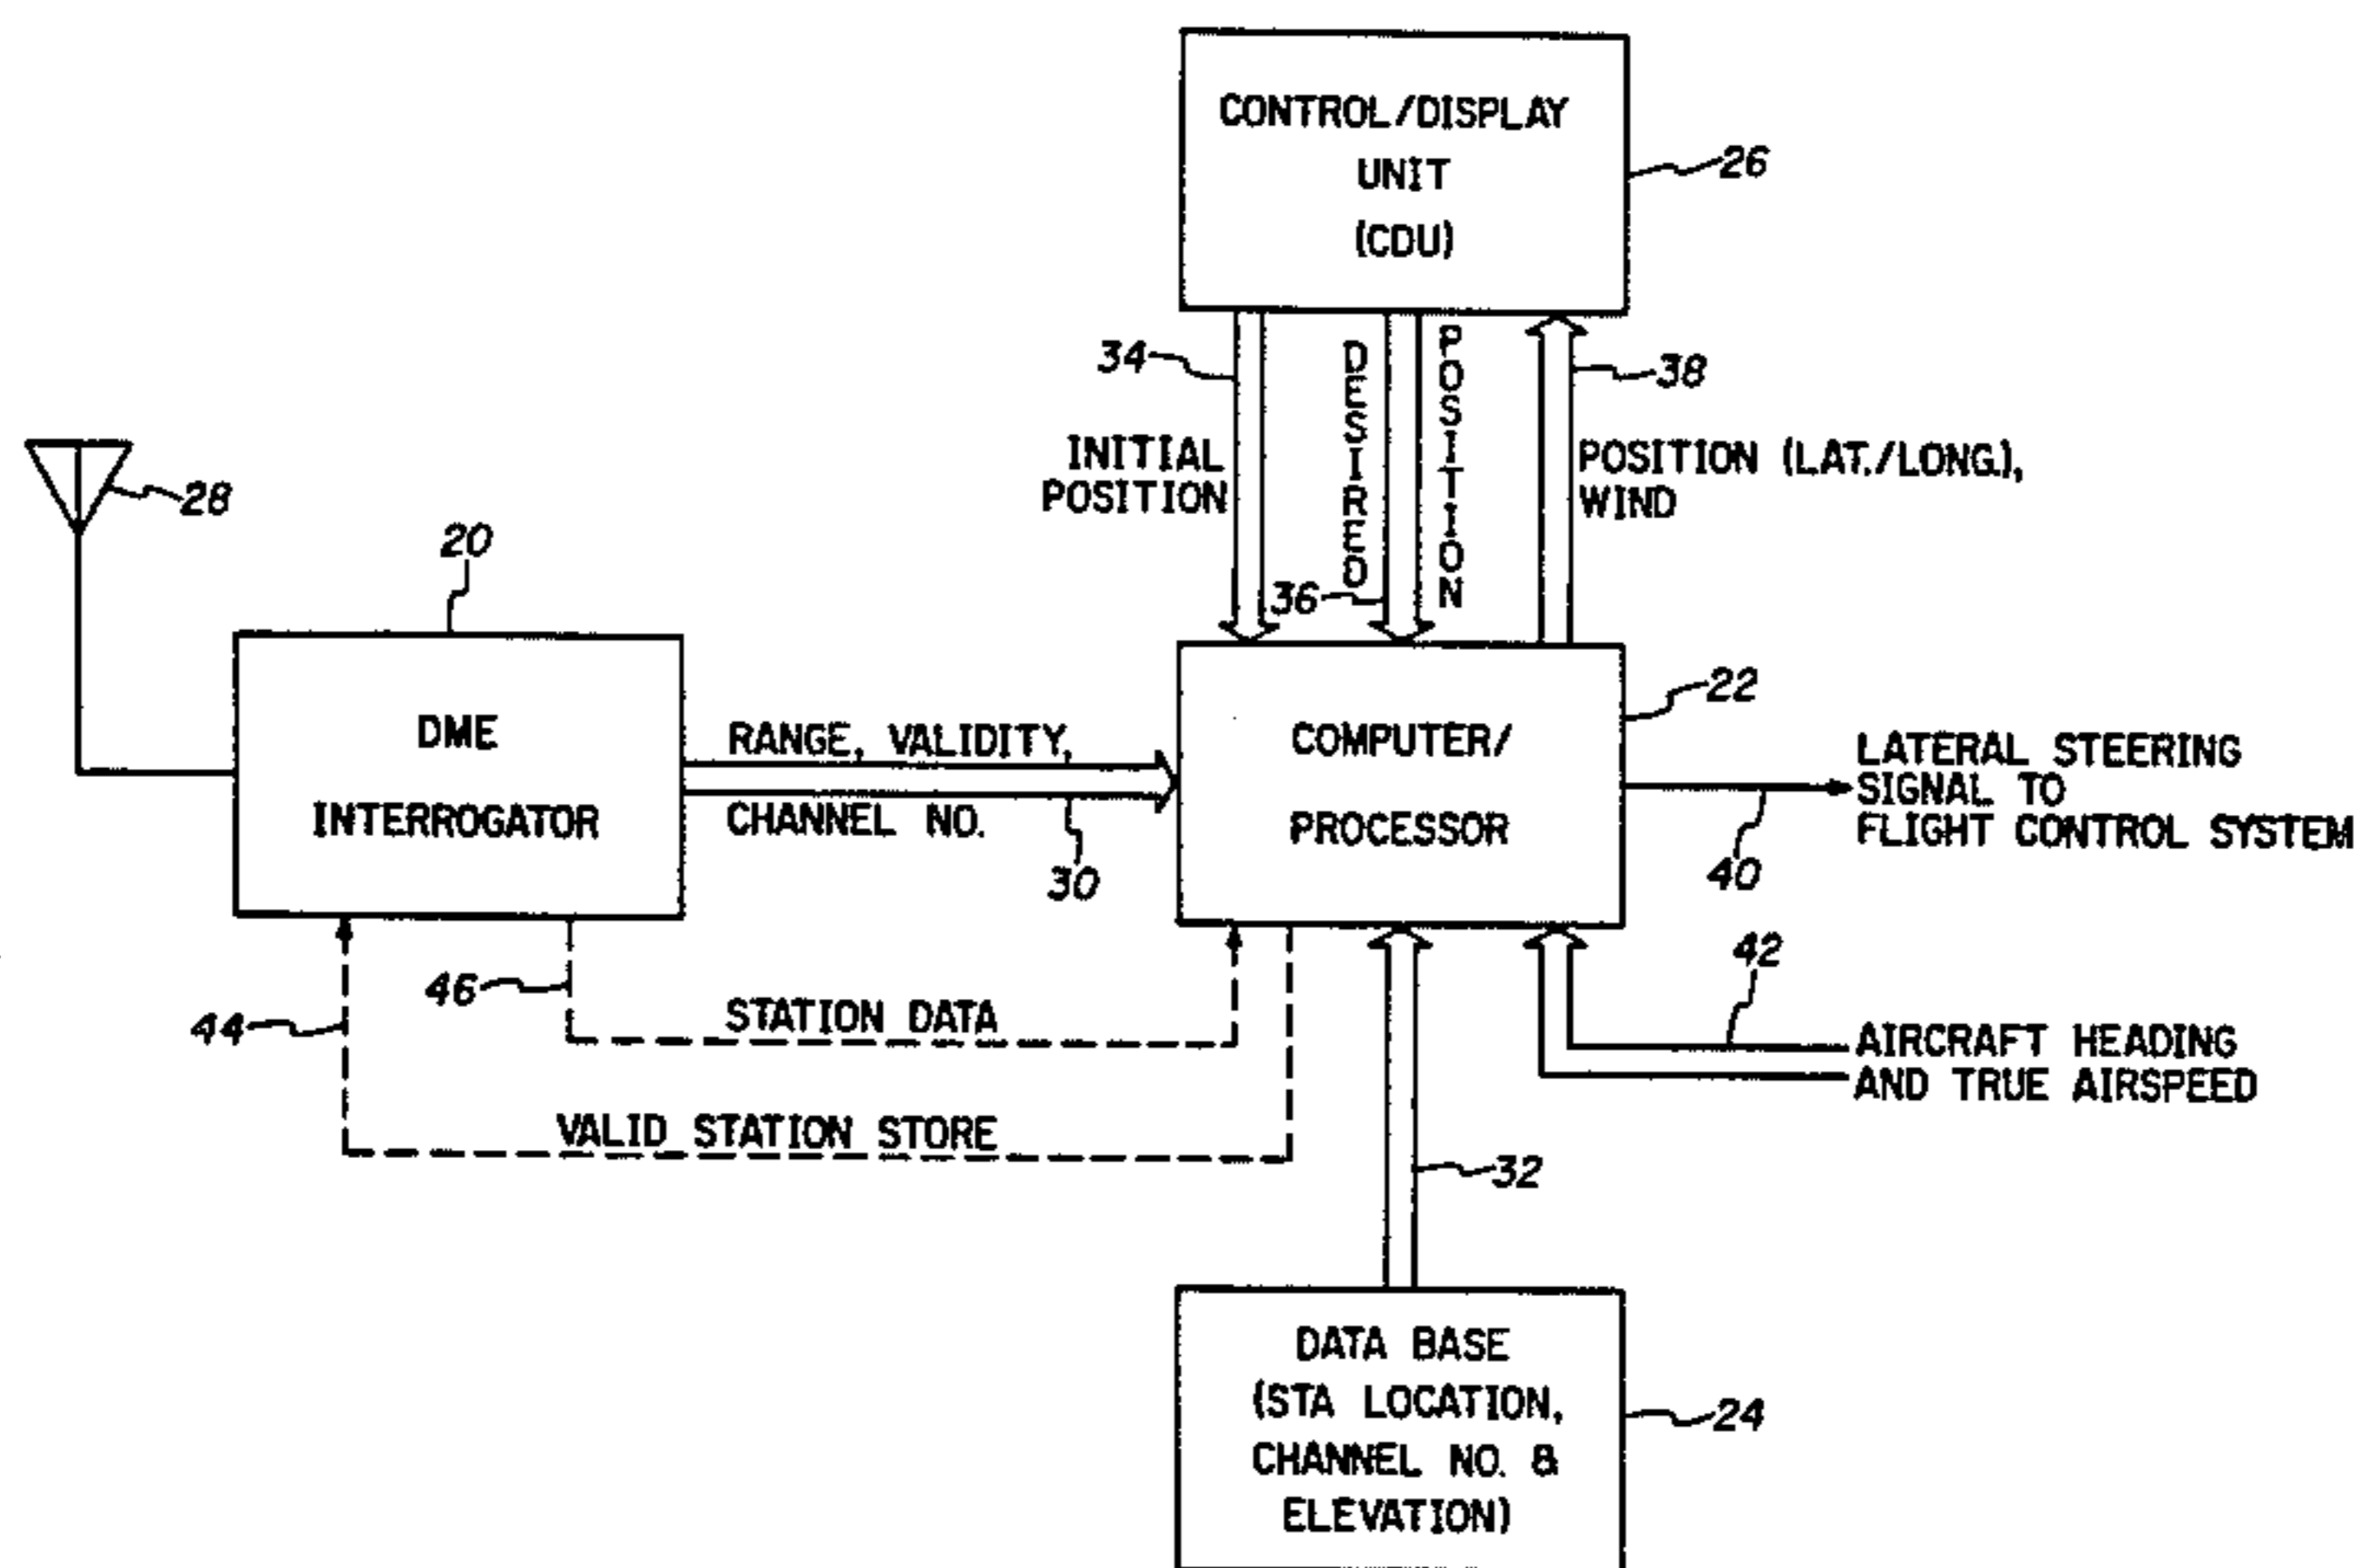 CONTROL/DISPLAY
UNIT
(CDU)
26
34
INITIAL
POSITION
DESIRED
POSITION
36
38
POSITION (LAT./LONG.),
WIND
28
20
DME
INTERROGATOR
RANGE, VALIDITY,
CHANNEL NO.
30
COMPUTER/
PROCESSOR
22
LATERAL STEERING
SIGNAL TO
FLIGHT CONTROL SYSTEM
40
42
AIRCRAFT HEADING
AND TRUE AIRSPEED
46
STATION DATA
44
VALID STATION STORE
32
DATA BASE
(STA LOCATION,
CHANNEL NO. &
ELEVATION)
24